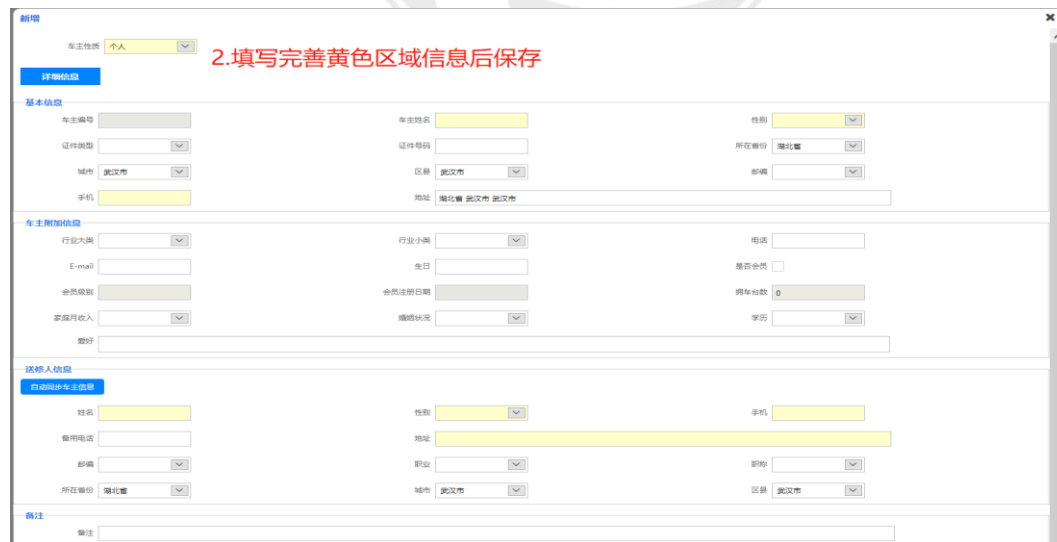 新增
车主性质 个人
2.填写完善黄色区域信息后保存
详细信息
基本信息
车主编号 车主姓名 性别
证件类型 证件号码 所在省份 湖北省
城市 武汉市 区县 武汉市 邮编
手机 地址 湖北省 武汉市 武汉市
车主附加信息
行业大类 行业小类 电话
E-mail 生日 是否会员
会员级别 会员注册日期 拥车台数 0
家庭月收入 婚姻状况 学历
爱好
送修人信息
自动同步车主信息
姓名 性别 手机
备用电话 地址
邮编 职业 职称
所在省份 湖北省 城市 武汉市 区县 武汉市
备注
备注